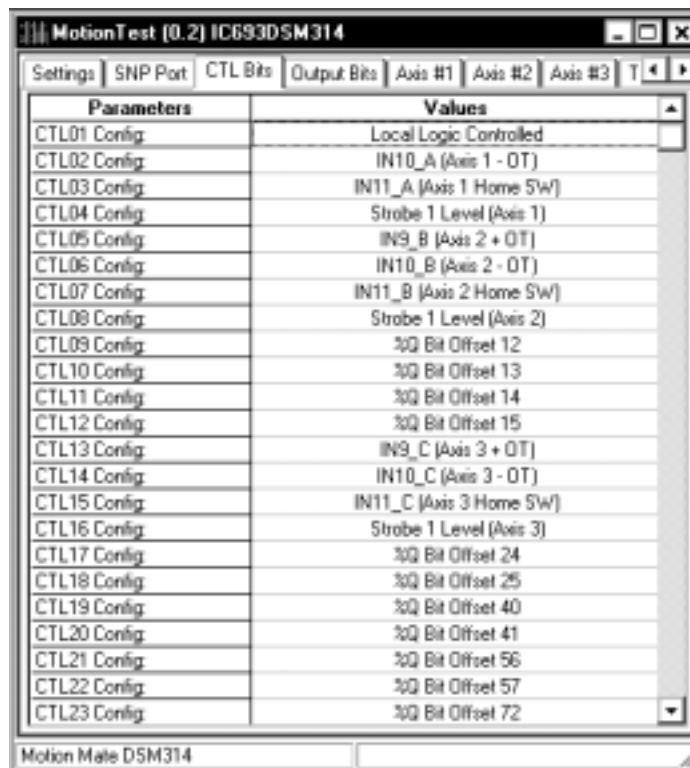 MotionTest (0.2) IC693DSM314
Settings SNP Port CTL Bits Output Bits Axis #1 Axis #2 Axis #3 T
Parameters Values
CTL01 Config: Local Logic Controlled
CTL02 Config: IN10_A (Axis 1 - OT)
CTL03 Config: IN11_A (Axis 1 Home SW)
CTL04 Config: Strobe 1 Level (Axis 1)
CTL05 Config: IN9_B (Axis 2 + OT)
CTL06 Config: IN10_B (Axis 2 - OT)
CTL07 Config: IN11_B (Axis 2 Home SW)
CTL08 Config: Strobe 1 Level (Axis 2)
CTL09 Config: %Q Bit Offset 12
CTL10 Config: %Q Bit Offset 13
CTL11 Config: %Q Bit Offset 14
CTL12 Config: %Q Bit Offset 15
CTL13 Config: IN9_C (Axis 3 + OT)
CTL14 Config: IN10_C (Axis 3 - OT)
CTL15 Config: IN11_C (Axis 3 Home SW)
CTL16 Config: Strobe 1 Level (Axis 3)
CTL17 Config: %Q Bit Offset 24
CTL18 Config: %Q Bit Offset 25
CTL19 Config: %Q Bit Offset 40
CTL20 Config: %Q Bit Offset 41
CTL21 Config: %Q Bit Offset 56
CTL22 Config: %Q Bit Offset 57
CTL23 Config: %Q Bit Offset 72
Motion Mate DSM314